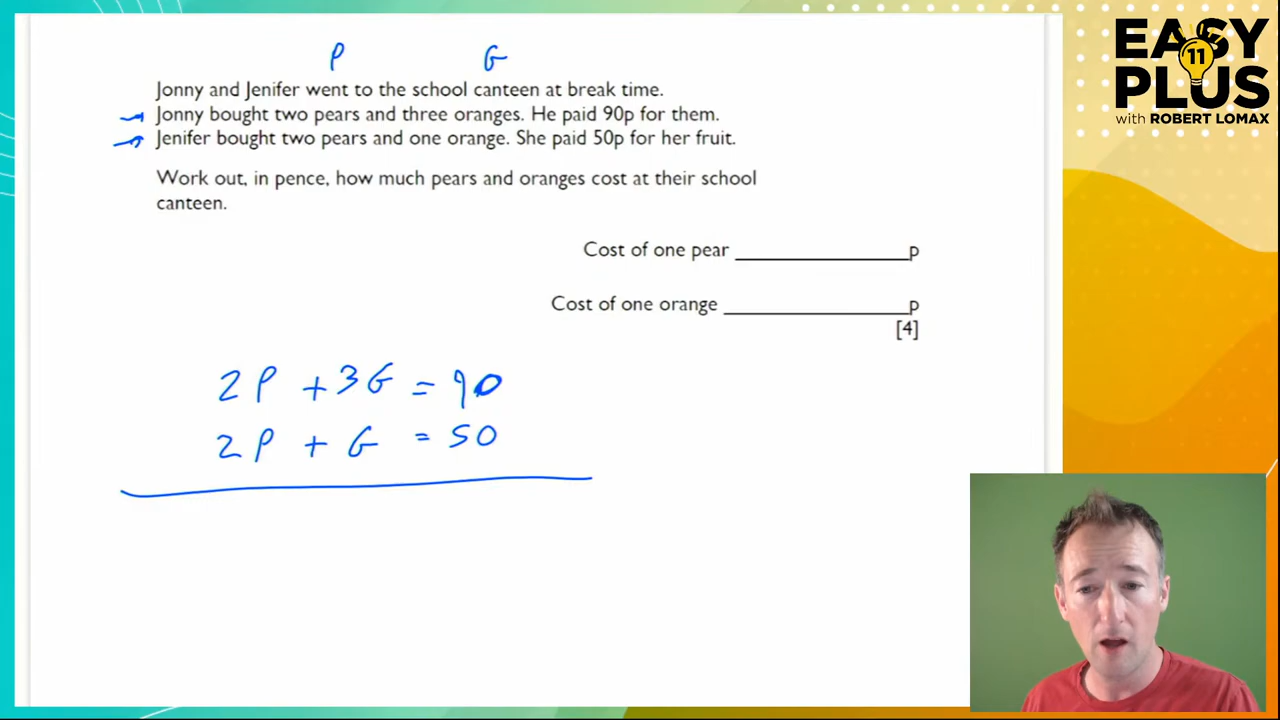 EASY
11
PLUS
with ROBERT LOMAX
P G
Jonny and Jenifer went to the school canteen at break time.
Jonny bought two pears and three oranges. He paid 90p for them.
Jenifer bought two pears and one orange. She paid 50p for her fruit.
Work out, in pence, how much pears and oranges cost at their school
canteen.
Cost of one pear ________________p
Cost of one orange _________________p
[4]
2P + 3G = 90
2P + G = 50